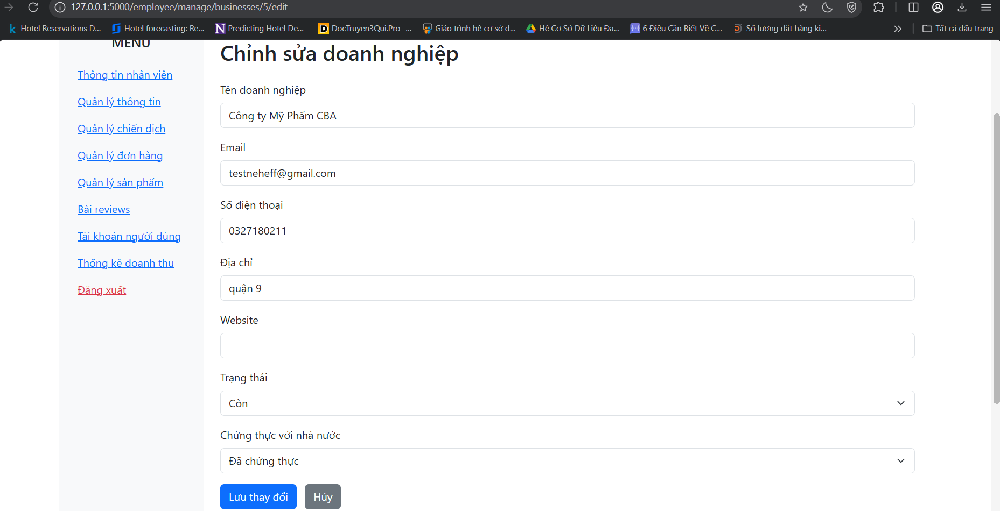 127.0.0.1:5000/employee/manage/businesses/5/edit
Hotel Reservations D... Hotel forecasting: Re... Predicting Hotel De... DocTruyen3Qui.Pro -... Giáo trình hệ cơ sở d... Hệ Cơ Sở Dữ Liệu Đa... 6 Điều Cần Biết Về C... Số lượng đặt hàng ki... Tất cả dấu trang
MENU
Thông tin nhân viên
Quản lý thông tin
Quản lý chiến dịch
Quản lý đơn hàng
Quản lý sản phẩm
Bài reviews
Tài khoản người dùng
Thống kê doanh thu
Đăng xuất
Chỉnh sửa doanh nghiệp
Tên doanh nghiệp
Công ty Mỹ Phẩm CBA
Email
testneheff@gmail.com
Số điện thoại
0327180211
Địa chỉ
quận 9
Website
Trạng thái
Còn
Chứng thực với nhà nước
Đã chứng thực
Lưu thay đổi Hủy